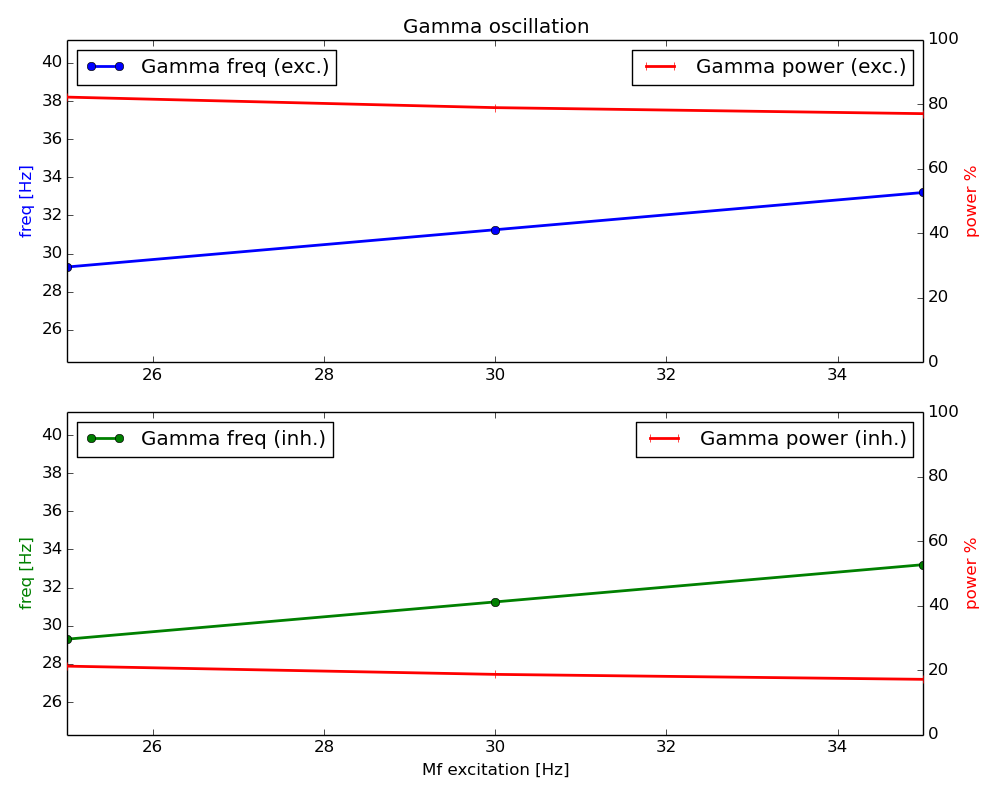 Gamma oscillation
Gamma freq (exc.)
Gamma power (exc.)
40
38
36
34
32
30
28
26
freq [Hz]
100
80
60
40
20
0
power %
26 28 30 32 34
Gamma freq (inh.)
Gamma power (inh.)
40
38
36
34
32
30
28
26
freq [Hz]
100
80
60
40
20
0
power %
26 28 30 32 34
Mf excitation [Hz]